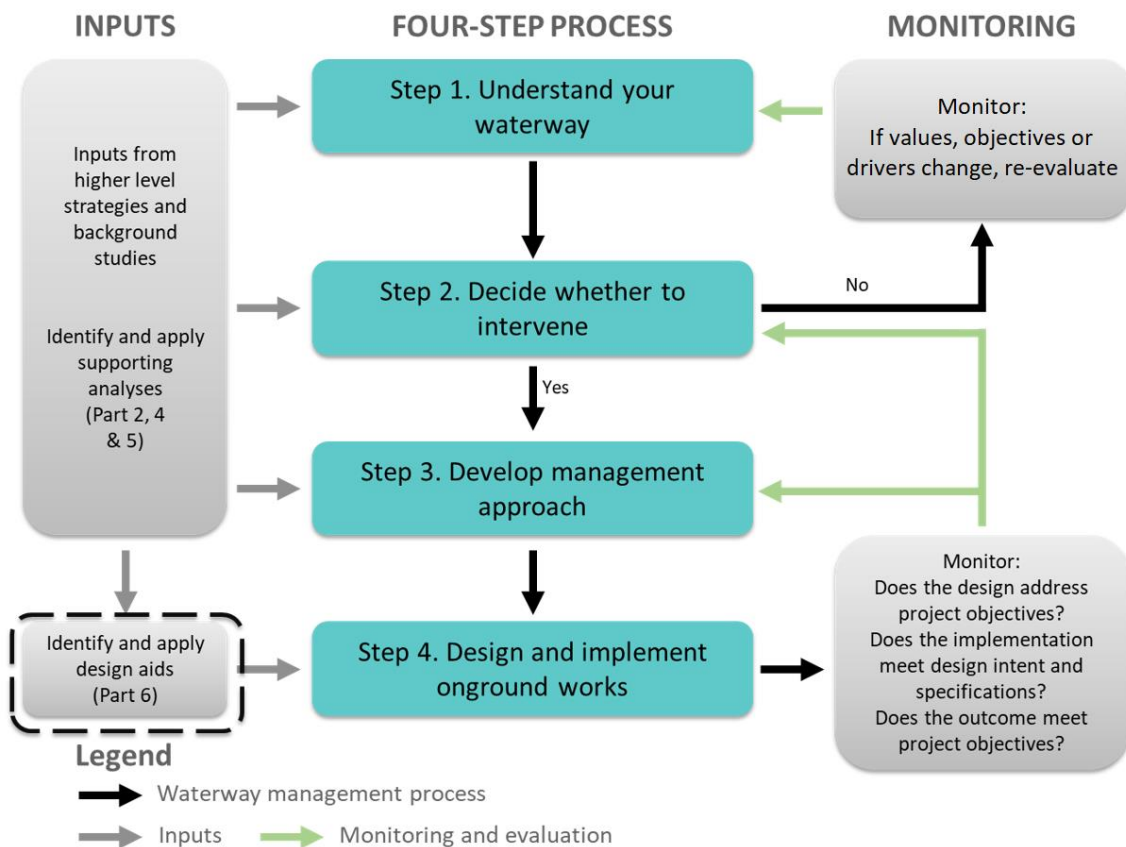 INPUTS
FOUR-STEP PROCESS
MONITORING
Inputs from
higher level
strategies and
background
studies
Identify and apply
supporting
analyses
(Part 2, 4
& 5)
Identify and apply
design aids
(Part 6)
Step 1. Understand your
waterway
Step 2. Decide whether to
intervene
No
Yes
Step 3. Develop management
approach
Step 4. Design and implement
onground works
Monitor:
If values, objectives or
drivers change, re-evaluate
Monitor:
Does the design address
project objectives?
Does the implementation
meet design intent and
specifications?
Does the outcome meet
project objectives?
Legend
Waterway management process
Inputs
Monitoring and evaluation